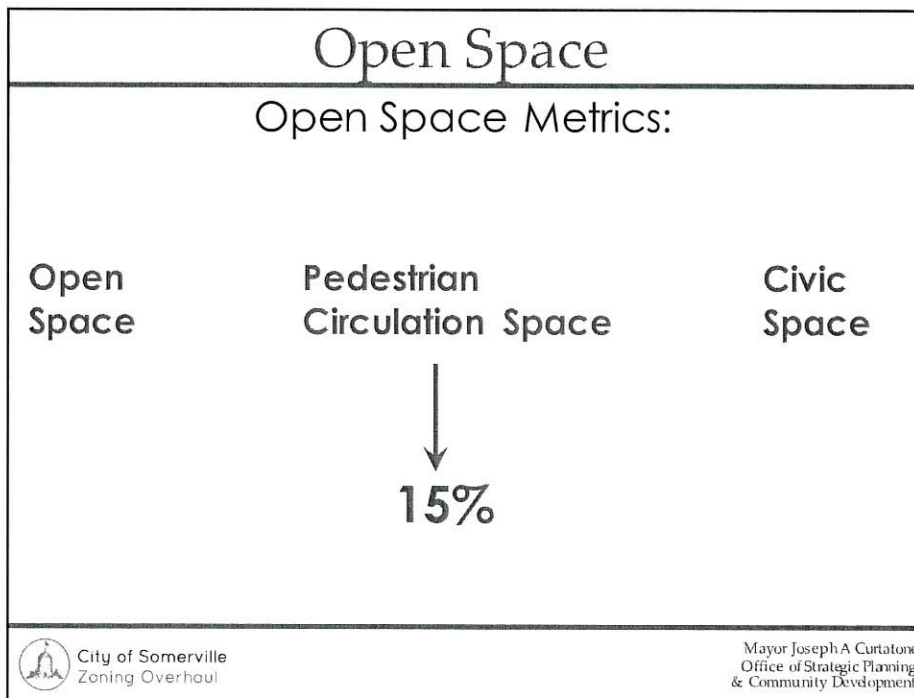 Open Space
Open Space Metrics:
Open
Space
Pedestrian
Circulation Space
Civic
Space
15%
City of Somerville
Zoning Overhaul
Mayor Joseph A Curtatone
Office of Strategic Planning
& Community Development